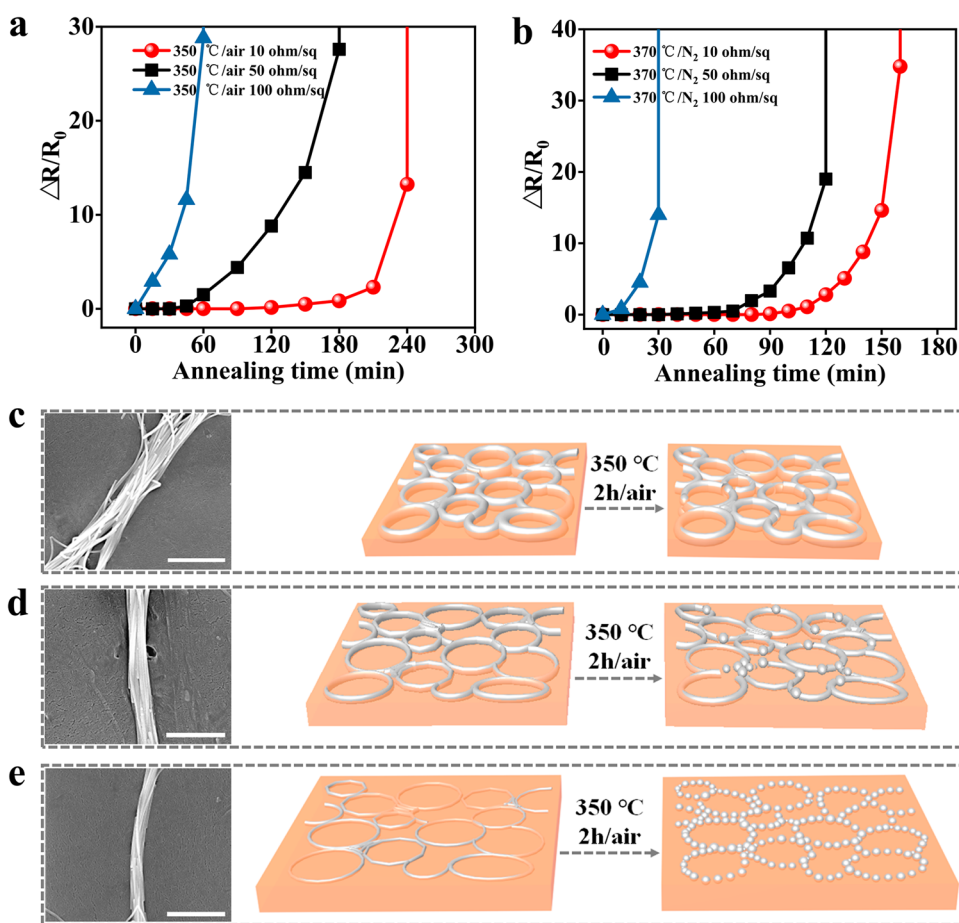 a
30
20
10
0
△R/R₀
350 ℃/air 10 ohm/sq
350 ℃/air 50 ohm/sq
350 ℃/air 100 ohm/sq
0 60 120 180 240 300
Annealing time (min)
b
40
30
20
10
0
△R/R₀
370 ℃/N₂ 10 ohm/sq
370 ℃/N₂ 50 ohm/sq
370 ℃/N₂ 100 ohm/sq
0 30 60 90 120 150 180
Annealing time (min)
c
350 ℃
2h/air
d
350 ℃
2h/air
e
350 ℃
2h/air